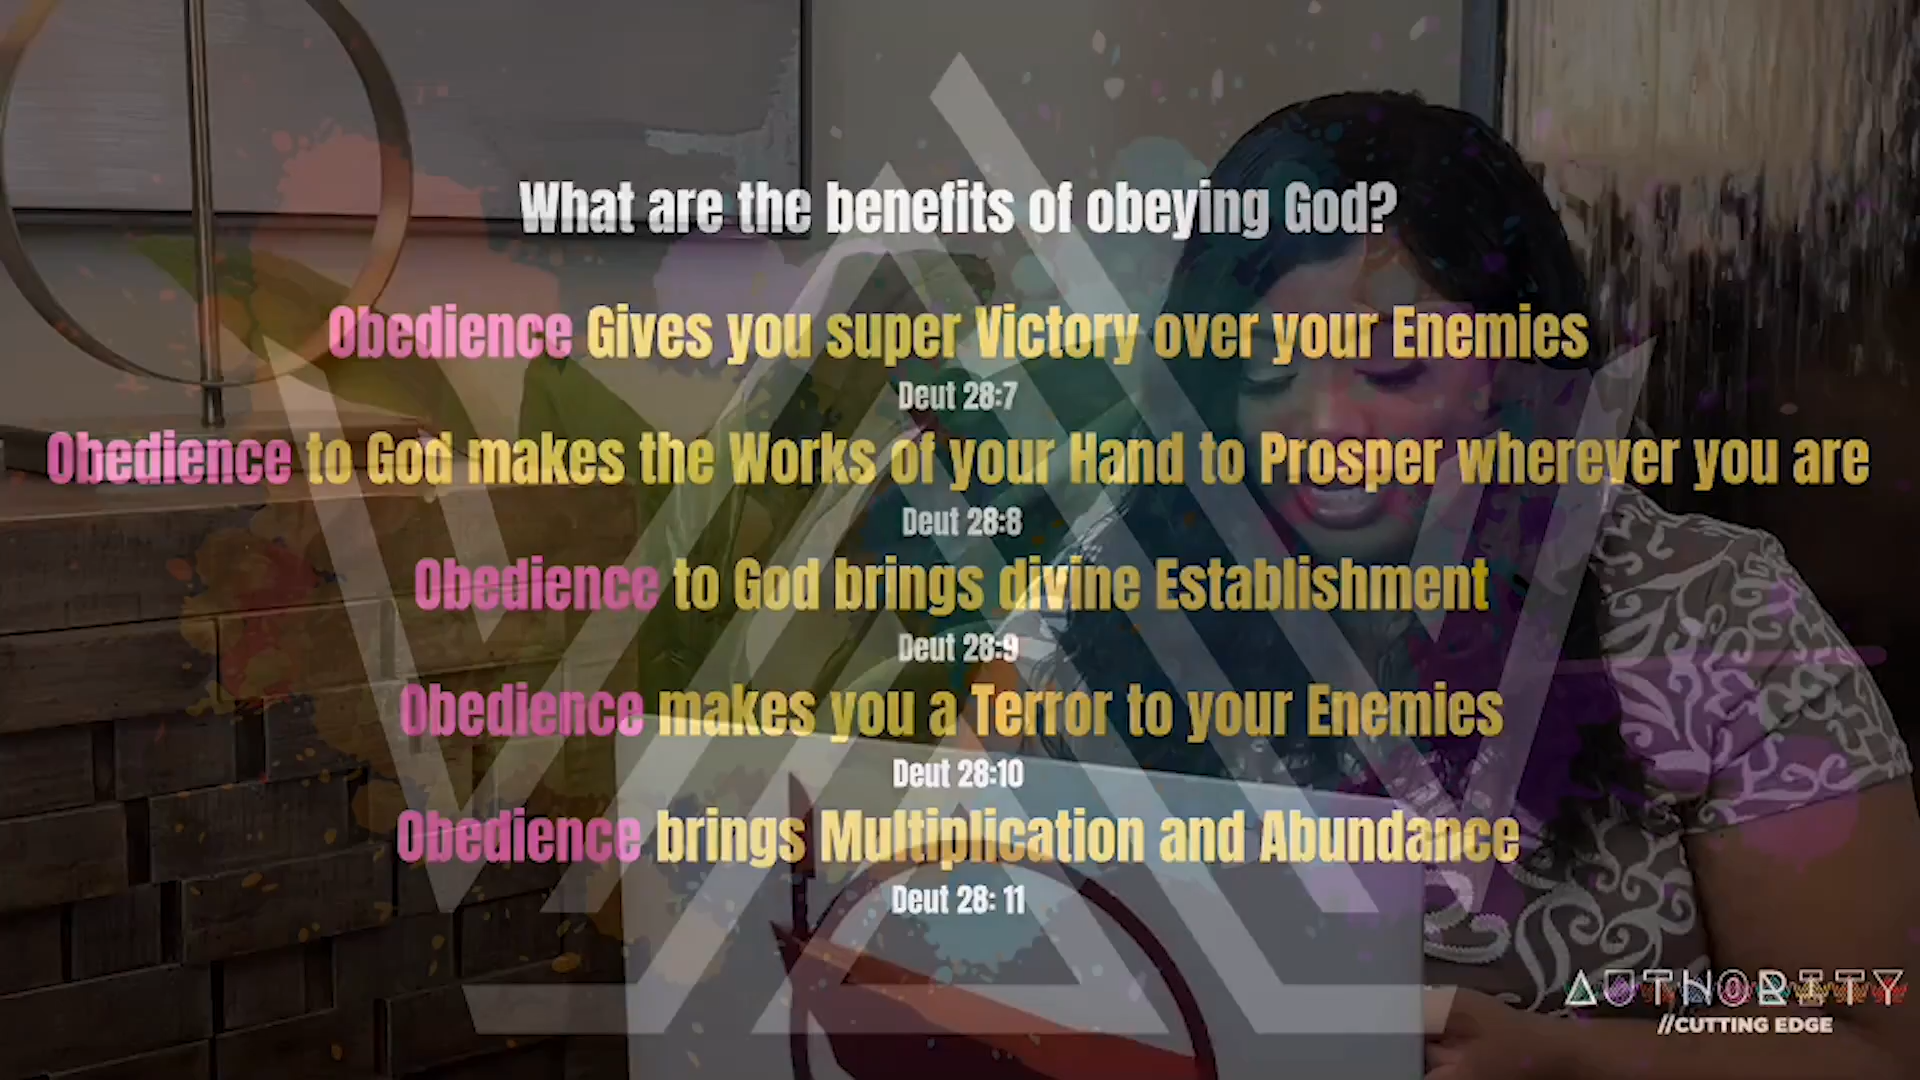 What are the benefits of obeying God?
Obedience Gives you super Victory over your Enemies
Deut 28:7
Obedience to God makes the Works of your Hand to Prosper wherever you are
Deut 28:8
Obedience to God brings divine Establishment
Deut 28:9
Obedience makes you a Terror to your Enemies
Deut 28:10
Obedience brings Multiplication and Abundance
Deut 28: 11
AUTHORITY
//CUTTING EDGE